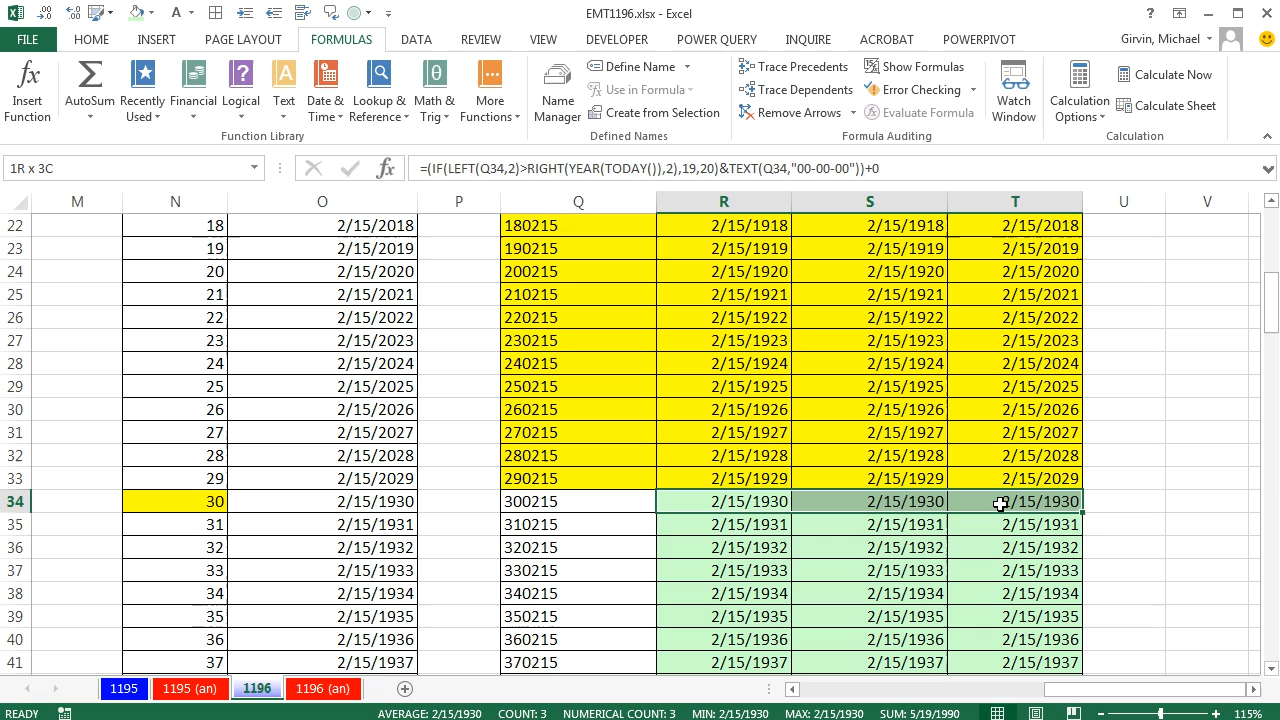 EMT1196.xlsx - Excel
FILE HOME INSERT PAGE LAYOUT FORMULAS DATA REVIEW VIEW DEVELOPER POWER QUERY INQUIRE ACROBAT POWERPIVOT Girvin, Michael
Insert Function
AutoSum
Recently Used
Financial
Logical
Text
Date & Time
Lookup & Reference
Math & Trig
More Functions
Function Library
Name Manager
Define Name
Use in Formula
Create from Selection
Defined Names
Trace Precedents
Trace Dependents
Remove Arrows
Show Formulas
Error Checking
Evaluate Formula
Watch Window
Formula Auditing
Calculation Options
Calculate Now
Calculate Sheet
Calculation
1R x 3C =(IF(LEFT(Q34,2)>RIGHT(YEAR(TODAY()),2),19,20)&TEXT(Q34,"00-00-00"))+0
M N O P Q R S T U V
22 18 2/15/2018 180215 2/15/1918 2/15/1918 2/15/2018
23 19 2/15/2019 190215 2/15/1919 2/15/1919 2/15/2019
24 20 2/15/2020 200215 2/15/1920 2/15/1920 2/15/2020
25 21 2/15/2021 210215 2/15/1921 2/15/1921 2/15/2021
26 22 2/15/2022 220215 2/15/1922 2/15/1922 2/15/2022
27 23 2/15/2023 230215 2/15/1923 2/15/1923 2/15/2023
28 24 2/15/2024 240215 2/15/1924 2/15/1924 2/15/2024
29 25 2/15/2025 250215 2/15/1925 2/15/1925 2/15/2025
30 26 2/15/2026 260215 2/15/1926 2/15/1926 2/15/2026
31 27 2/15/2027 270215 2/15/1927 2/15/1927 2/15/2027
32 28 2/15/2028 280215 2/15/1928 2/15/1928 2/15/2028
33 29 2/15/2029 290215 2/15/1929 2/15/1929 2/15/2029
34 30 2/15/1930 300215 2/15/1930 2/15/1930 2/15/1930
35 31 2/15/1931 310215 2/15/1931 2/15/1931 2/15/1931
36 32 2/15/1932 320215 2/15/1932 2/15/1932 2/15/1932
37 33 2/15/1933 330215 2/15/1933 2/15/1933 2/15/1933
38 34 2/15/1934 340215 2/15/1934 2/15/1934 2/15/1934
39 35 2/15/1935 350215 2/15/1935 2/15/1935 2/15/1935
40 36 2/15/1936 360215 2/15/1936 2/15/1936 2/15/1936
41 37 2/15/1937 370215 2/15/1937 2/15/1937 2/15/1937
1195 1195 (an) 1196 1196 (an)
READY AVERAGE: 2/15/1930 COUNT: 3 NUMERICAL COUNT: 3 MIN: 2/15/1930 MAX: 2/15/1930 SUM: 5/19/1990 115%